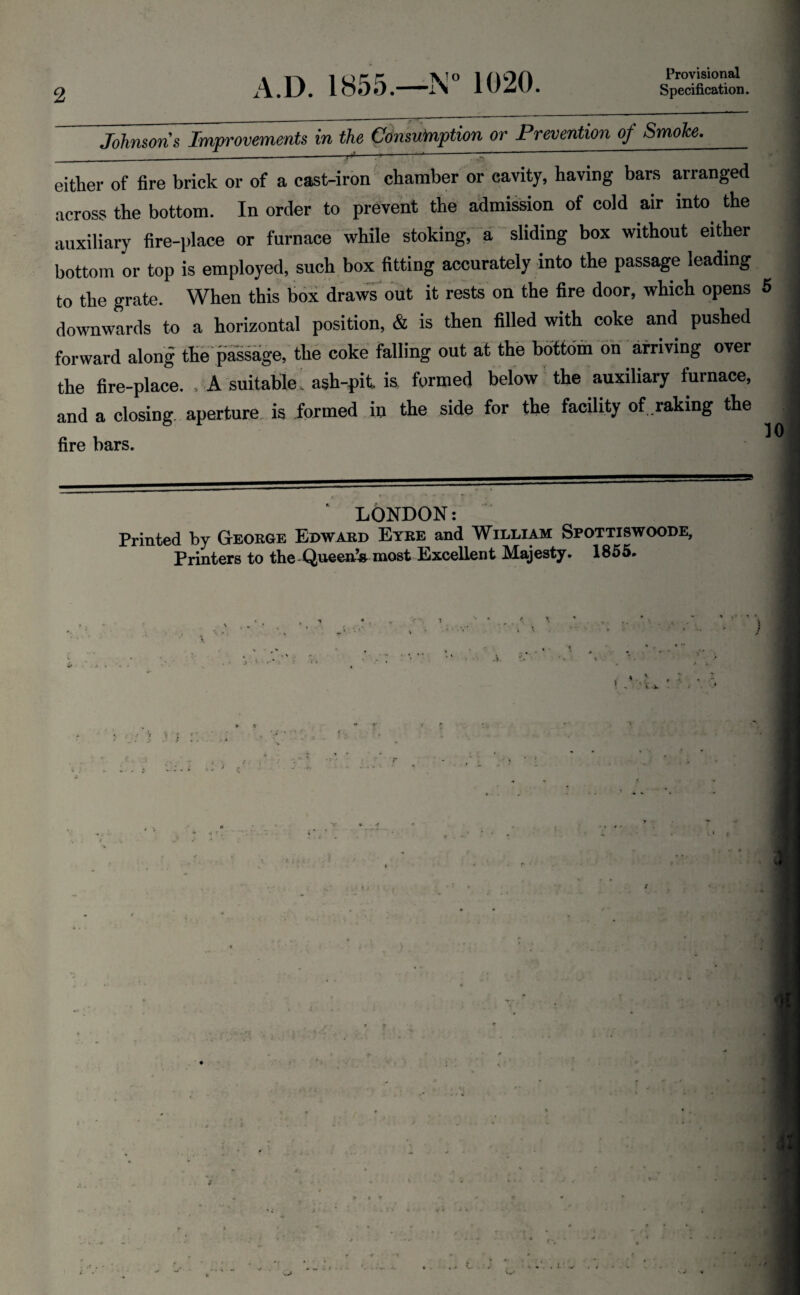 2
A.D. 1855.—N° 1020.
Provisional
Specification.
Johnson's Improvements in the Consumption or Prevention of Smoke.
either of fire brick or of a cast-iron chamber or cavity, having bars arranged
across the bottom. In order to prevent the admission of cold air into the
auxiliary fire-place or furnace while stoking, a sliding box without either
bottom or top is employed, such box fitting accurately into the passage leading
to the grate. When this box draws out it rests on the fire door, which opens 5
downwards to a horizontal position, & is then filled with coke and pushed
forward along the passage, the coke falling out at the bottom on arriving over
the fire-place. A suitable ash-pit is formed below the auxiliary furnace,
and a closing aperture is formed in the side for the facility of raking the
fire bars. 10
LONDON:
Printed by George Edward Eyre and William Spottiswoode,
Printers to the Queen's most Excellent Majesty. 1855.